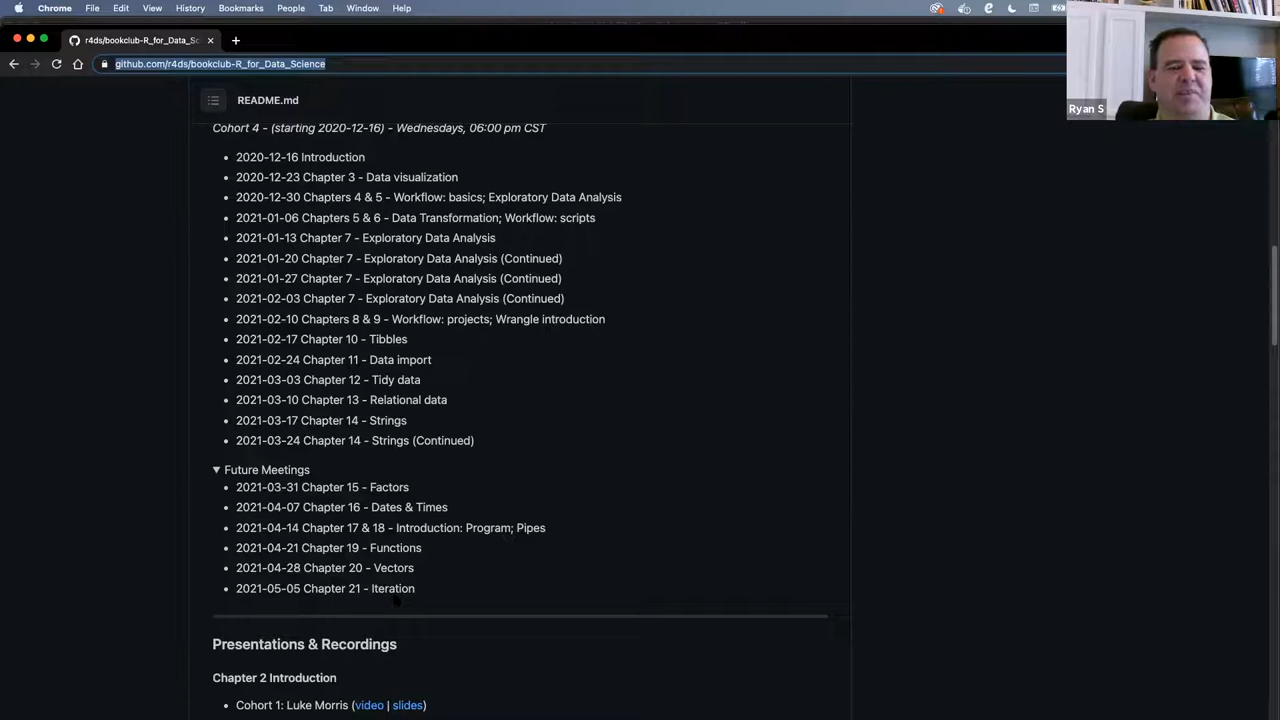 Chrome File Edit View History Bookmarks People Tab Window Help
r4ds/bookclub-R_for_Data_Sc
github.com/r4ds/bookclub-R_for_Data_Science
Ryan S
README.md
Cohort 4 - (starting 2020-12-16) - Wednesdays, 06:00 pm CST
2020-12-16 Introduction
2020-12-23 Chapter 3 - Data visualization
2020-12-30 Chapters 4 & 5 - Workflow: basics; Exploratory Data Analysis
2021-01-06 Chapters 5 & 6 - Data Transformation; Workflow: scripts
2021-01-13 Chapter 7 - Exploratory Data Analysis
2021-01-20 Chapter 7 - Exploratory Data Analysis (Continued)
2021-01-27 Chapter 7 - Exploratory Data Analysis (Continued)
2021-02-03 Chapter 7 - Exploratory Data Analysis (Continued)
2021-02-10 Chapters 8 & 9 - Workflow: projects; Wrangle introduction
2021-02-17 Chapter 10 - Tibbles
2021-02-24 Chapter 11 - Data import
2021-03-03 Chapter 12 - Tidy data
2021-03-10 Chapter 13 - Relational data
2021-03-17 Chapter 14 - Strings
2021-03-24 Chapter 14 - Strings (Continued)
Future Meetings
2021-03-31 Chapter 15 - Factors
2021-04-07 Chapter 16 - Dates & Times
2021-04-14 Chapter 17 & 18 - Introduction: Program; Pipes
2021-04-21 Chapter 19 - Functions
2021-04-28 Chapter 20 - Vectors
2021-05-05 Chapter 21 - Iteration
Presentations & Recordings
Chapter 2 Introduction
Cohort 1: Luke Morris (video | slides)